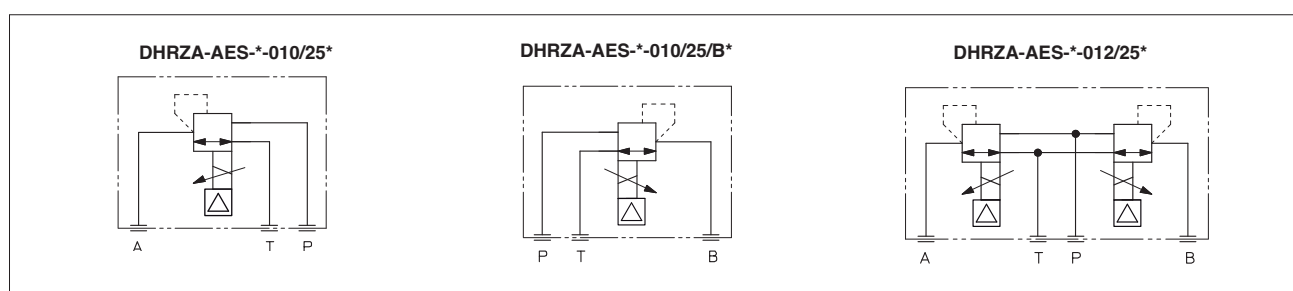 DHRZA-AES-*-010/25*
DHRZA-AES-*-010/25/B*
DHRZA-AES-*-012/25*
A T P
P T B
A T P B